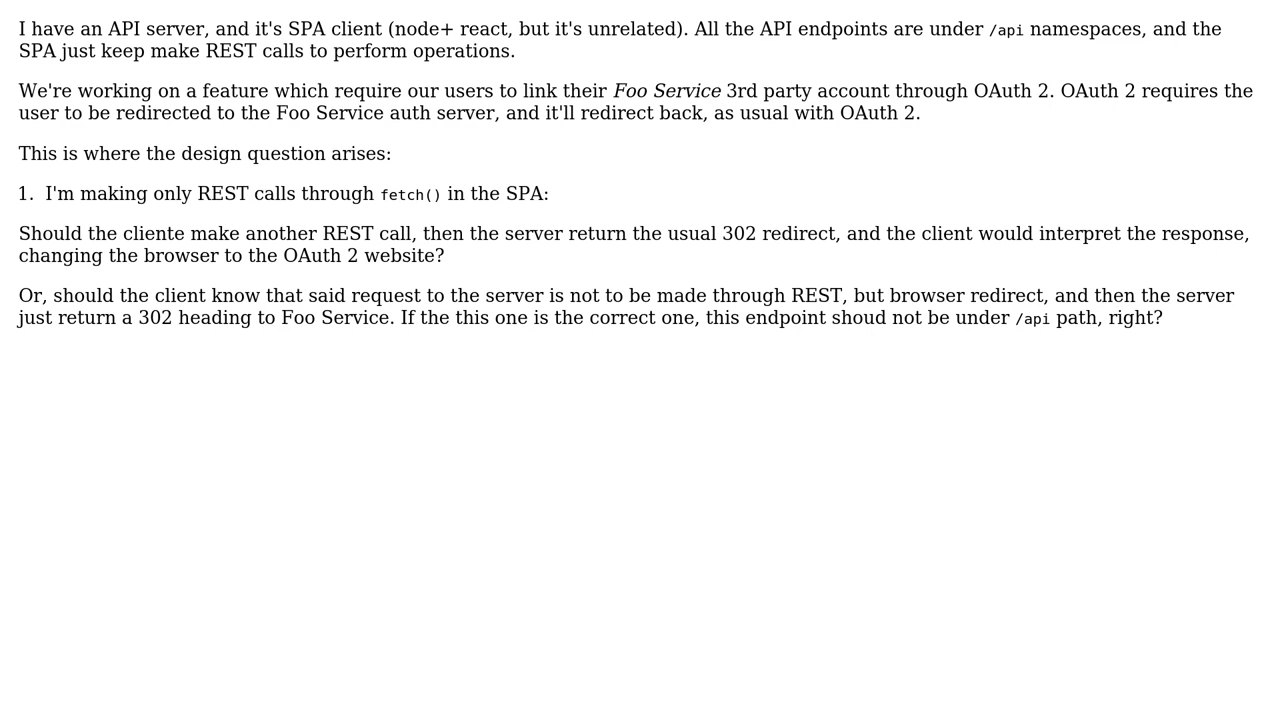 I have an API server, and it's SPA client (node+ react, but it's unrelated). All the API endpoints are under /api namespaces, and the
SPA just keep make REST calls to perform operations.
We're working on a feature which require our users to link their Foo Service 3rd party account through OAuth 2. OAuth 2 requires the
user to be redirected to the Foo Service auth server, and it'll redirect back, as usual with OAuth 2.
This is where the design question arises:
1. I'm making only REST calls through fetch() in the SPA:
Should the cliente make another REST call, then the server return the usual 302 redirect, and the client would interpret the response,
changing the browser to the OAuth 2 website?
Or, should the client know that said request to the server is not to be made through REST, but browser redirect, and then the server
just return a 302 heading to Foo Service. If the this one is the correct one, this endpoint shoud not be under /api path, right?